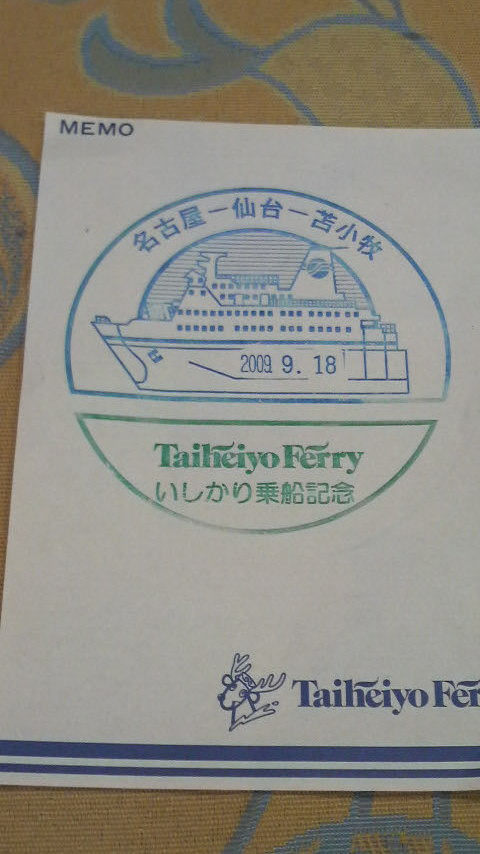 MEMO
名古屋－仙台－苫小牧
2009. 9. 18
Taiheiyo Ferry
いしかり乗船記念
Taiheiyo Fer